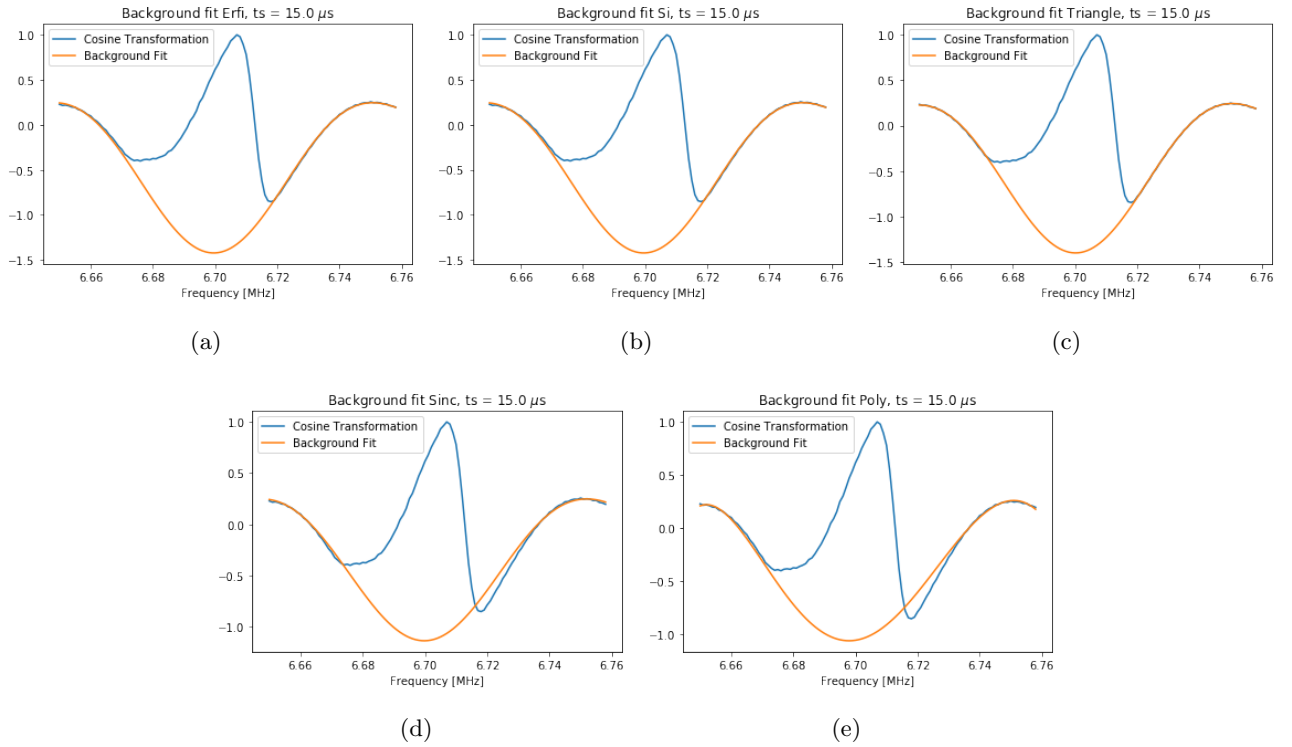 Background fit Erfi, ts = 15.0 μs
Cosine Transformation
Background Fit
1.0
0.5
0.0
−0.5
−1.0
−1.5
6.66 6.68 6.70 6.72 6.74 6.76
Frequency [MHz]
(a)
Background fit Si, ts = 15.0 μs
Cosine Transformation
Background Fit
1.0
0.5
0.0
−0.5
−1.0
−1.5
6.66 6.68 6.70 6.72 6.74 6.76
Frequency [MHz]
(b)
Background fit Triangle, ts = 15.0 μs
Cosine Transformation
Background Fit
1.0
0.5
0.0
−0.5
−1.0
−1.5
6.66 6.68 6.70 6.72 6.74 6.76
Frequency [MHz]
(c)
Background fit Sinc, ts = 15.0 μs
Cosine Transformation
Background Fit
1.0
0.5
0.0
−0.5
−1.0
6.66 6.68 6.70 6.72 6.74 6.76
Frequency [MHz]
(d)
Background fit Poly, ts = 15.0 μs
Cosine Transformation
Background Fit
1.0
0.5
0.0
−0.5
−1.0
6.66 6.68 6.70 6.72 6.74 6.76
Frequency [MHz]
(e)